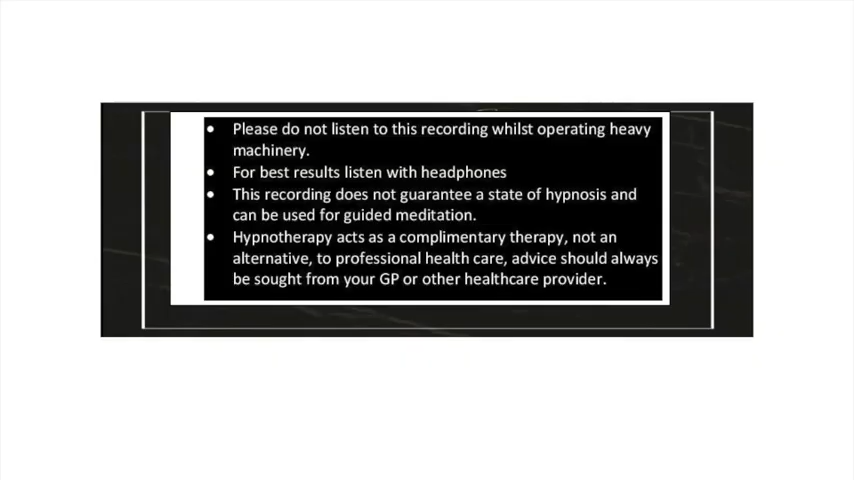 • Please do not listen to this recording whilst operating heavy
machinery.
• For best results listen with headphones
• This recording does not guarantee a state of hypnosis and
can be used for guided meditation.
• Hypnotherapy acts as a complimentary therapy, not an
alternative, to professional health care, advice should always
be sought from your GP or other healthcare provider.